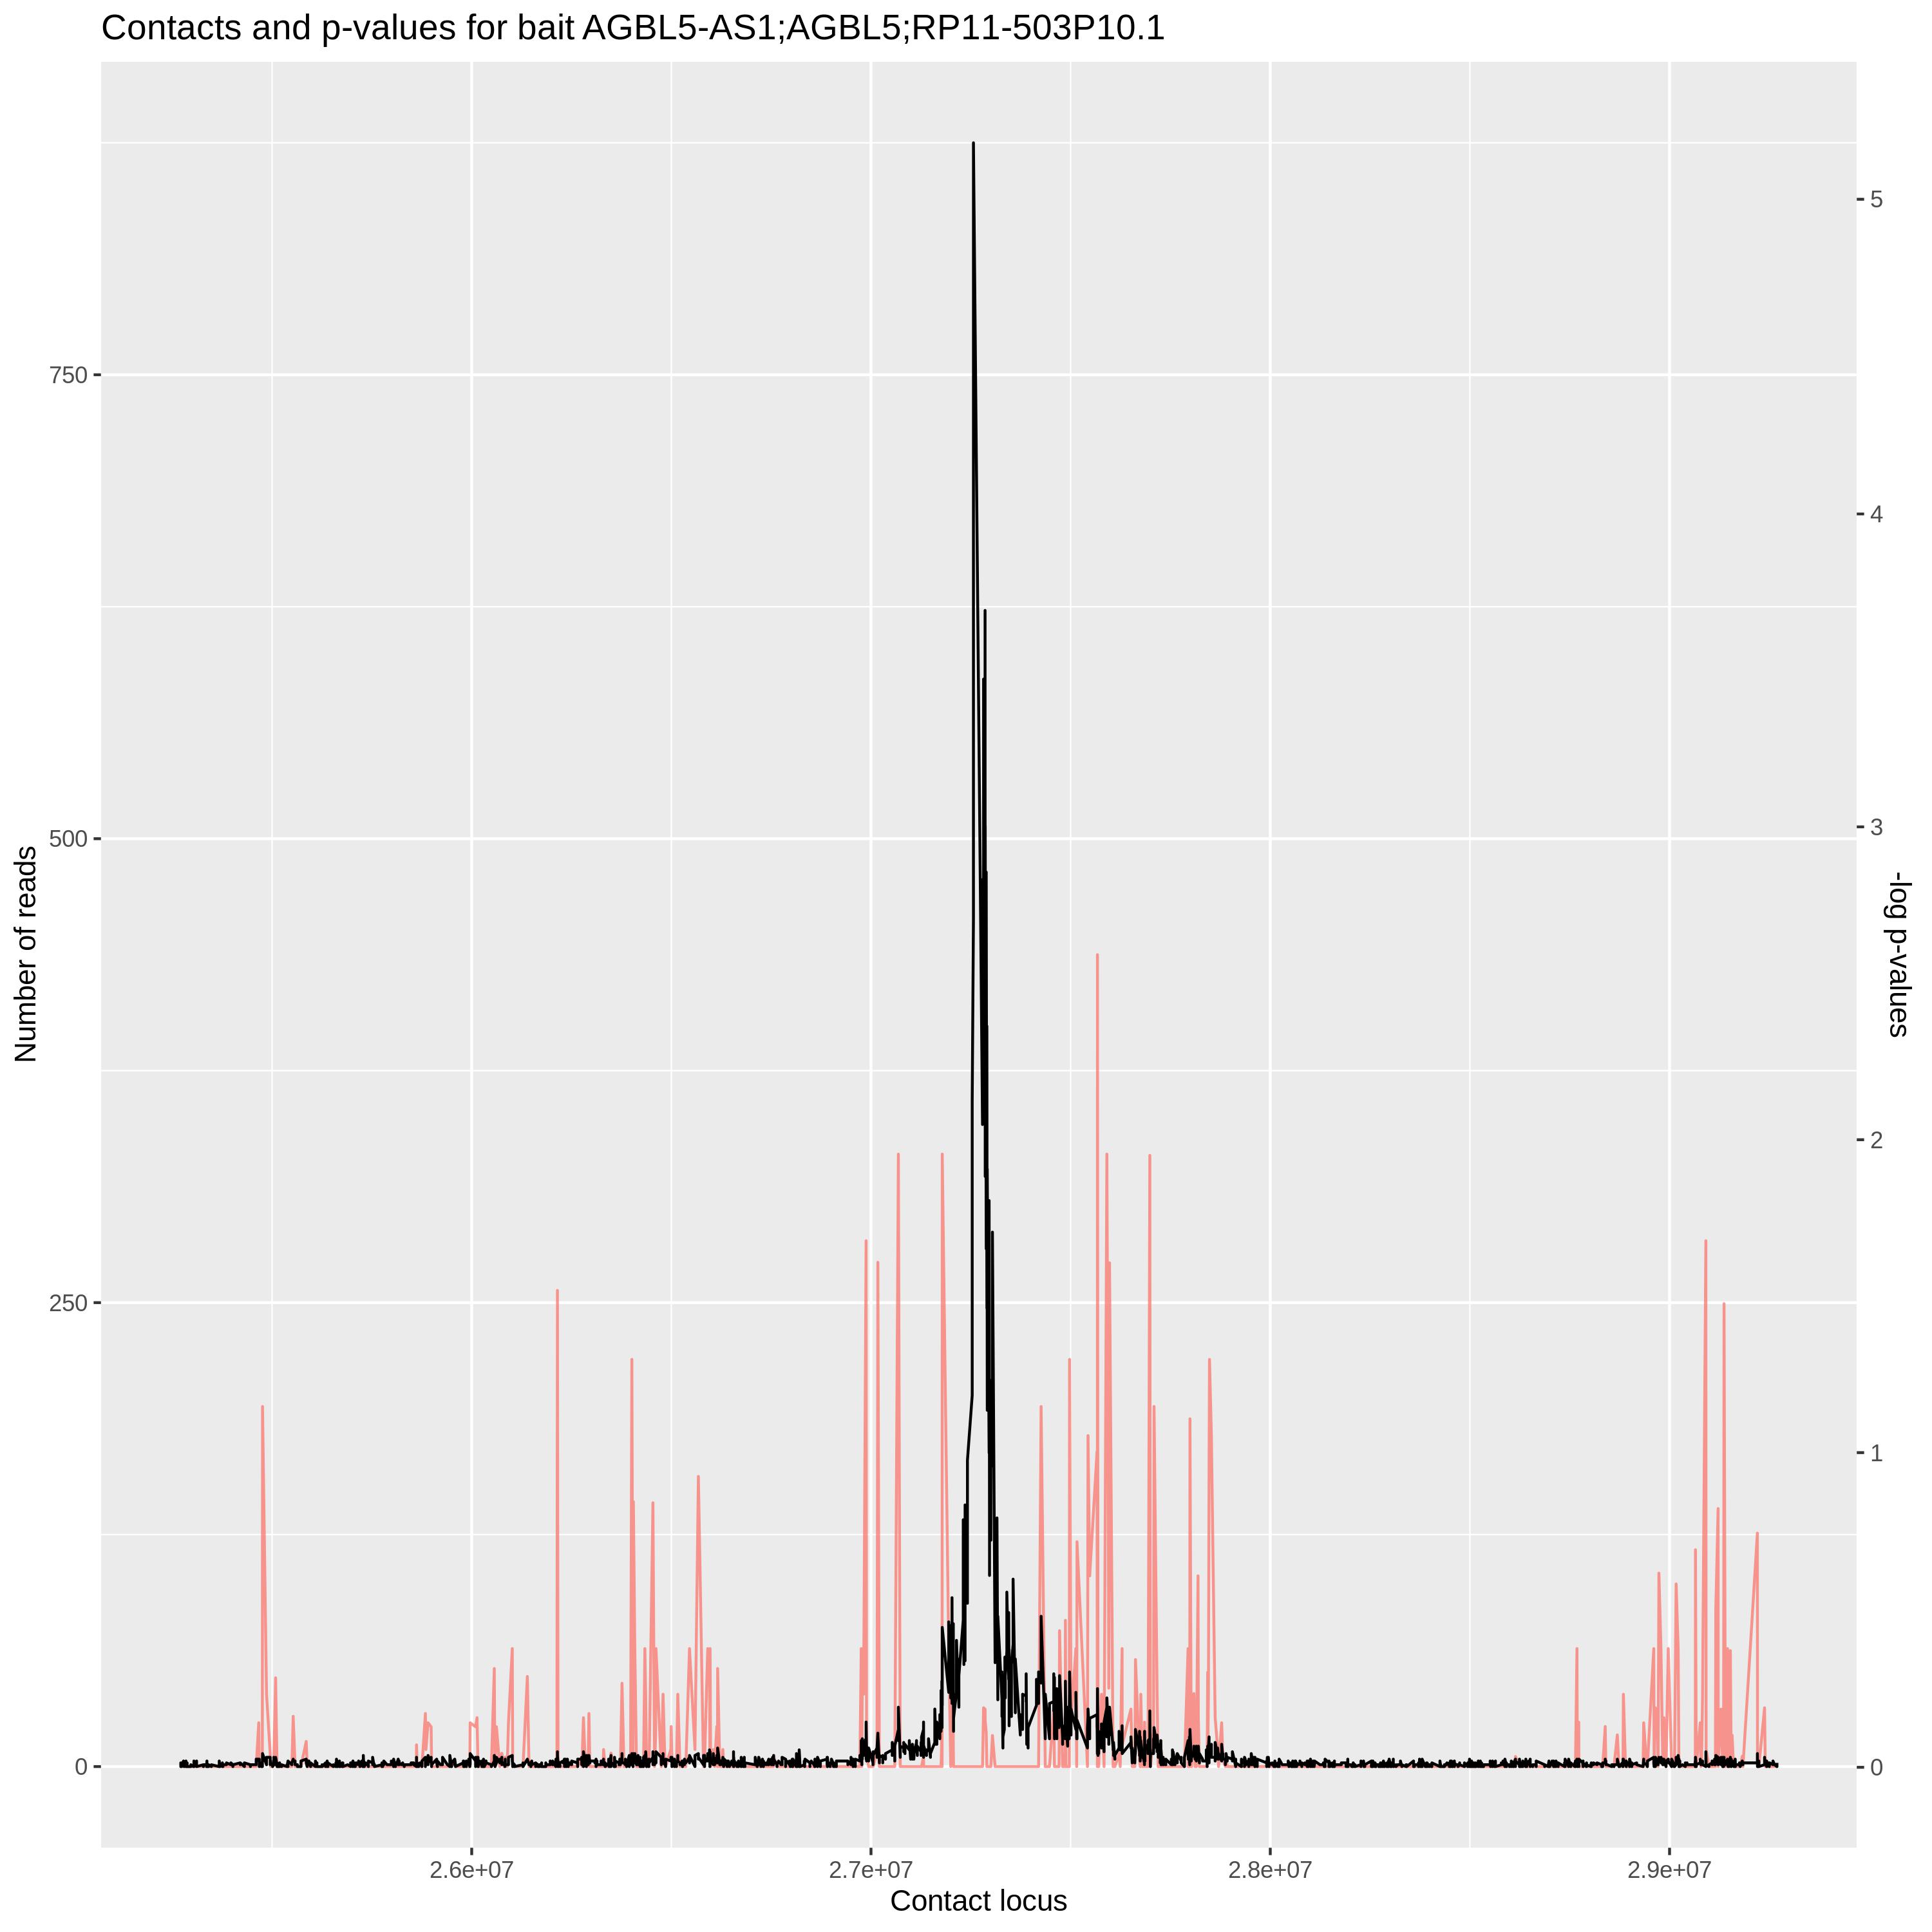 Contacts and p-values for bait AGBL5-AS1;AGBL5;RP11-503P10.1
Number of reads
750
500
250
0
5
4
3
2
1
0
-log p-values
2.6e+07 2.7e+07 2.8e+07 2.9e+07
Contact locus